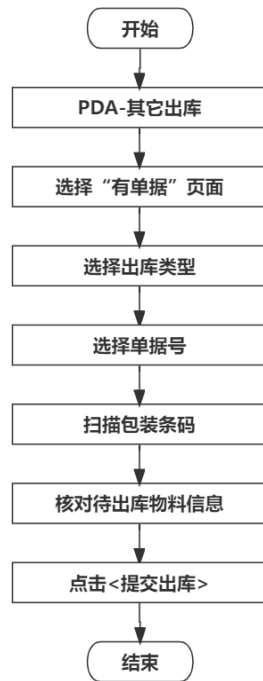 开始
PDA-其它出库
选择“有单据”页面
选择出库类型
选择单据号
扫描包装条码
核对待出库物料信息
点击<提交出库>
结束